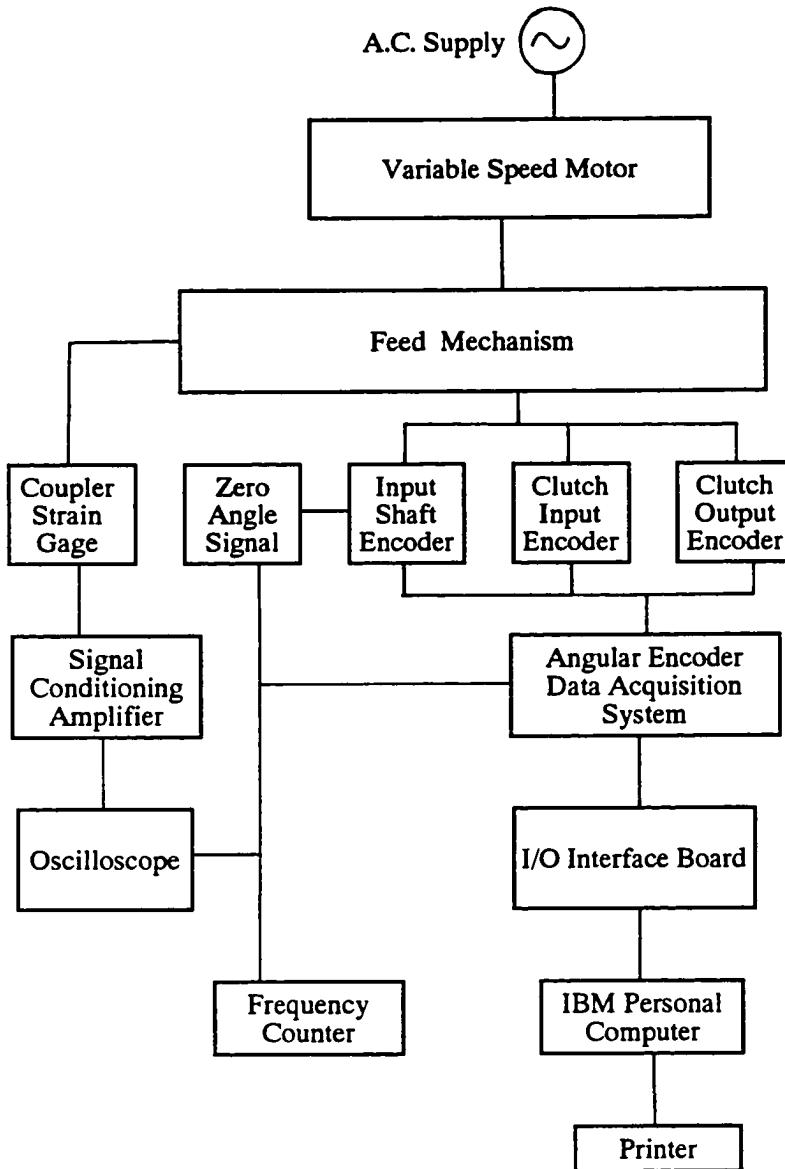 A.C. Supply
Variable Speed Motor
Feed Mechanism
Coupler
Strain
Gage
Zero
Angle
Signal
Input
Shaft
Encoder
Clutch
Input
Encoder
Clutch
Output
Encoder
Signal
Conditioning
Amplifier
Angular Encoder
Data Acquisition
System
Oscilloscope
I/O Interface Board
Frequency
Counter
IBM Personal
Computer
Printer